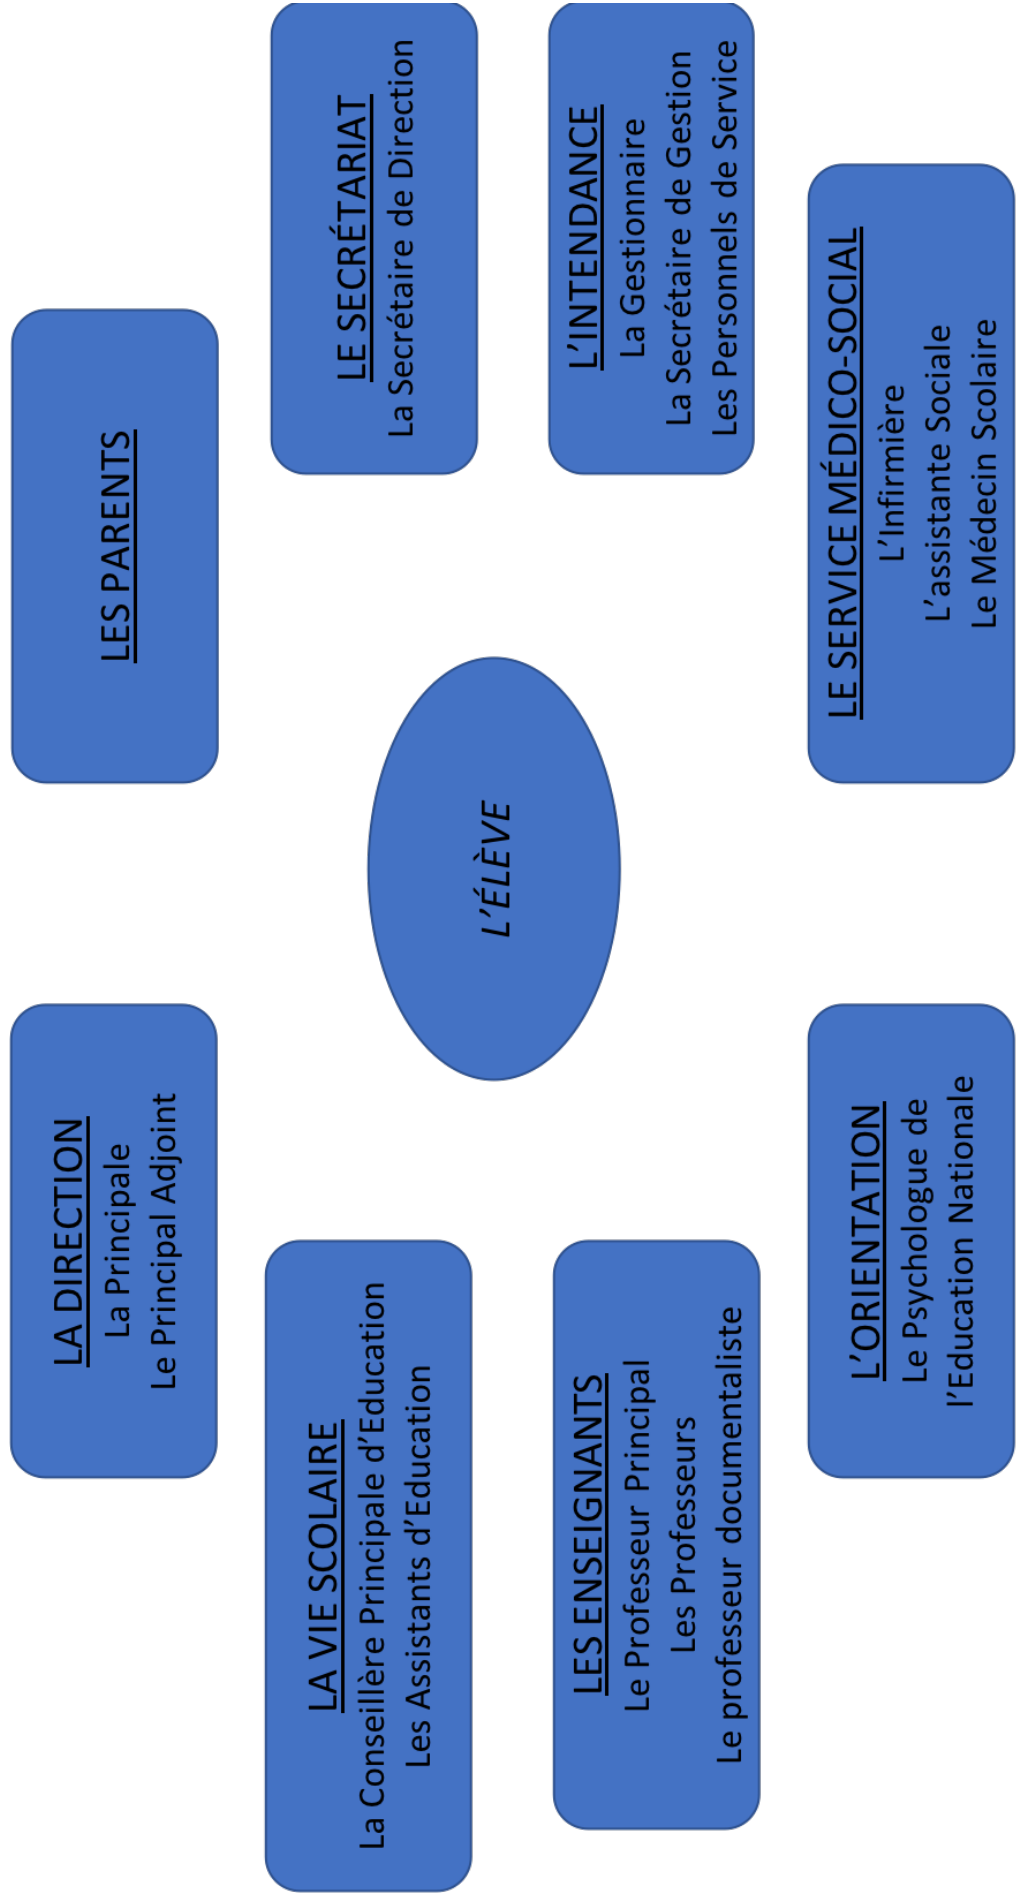 LA DIRECTION
La Principale
Le Principal Adjoint
LES PARENTS
LA VIE SCOLAIRE
La Conseillère Principale d'Education
Les Assistants d'Education
LE SECRÉTARIAT
La Secrétaire de Direction
L'ÉLÈVE
LES ENSEIGNANTS
Le Professeur Principal
Les Professeurs
Le professeur documentaliste
L'INTENDANCE
La Gestionnaire
La Secrétaire de Gestion
Les Personnels de Service
L'ORIENTATION
Le Psychologue de
l'Education Nationale
LE SERVICE MÉDICO-SOCIAL
L'Infirmière
L'assistante Sociale
Le Médecin Scolaire